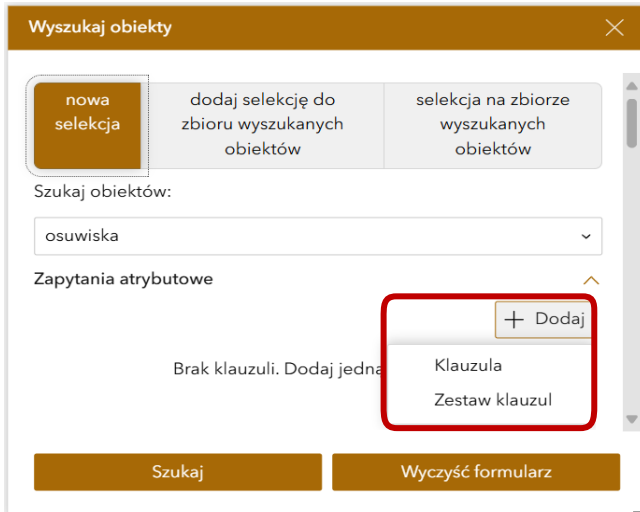 Wyszukaj obiekty
nowa selekcja
dodaj selekcję do zbioru wyszukanych obiektów
selekcja na zbiorze wyszukanych obiektów
Szukaj obiektów:
osuwiska
Zapytania atrybutowe
+ Dodaj
Brak klauzuli. Dodaj jedną
Klauzula
Zestaw klauzul
Szukaj
Wyczyść formularz